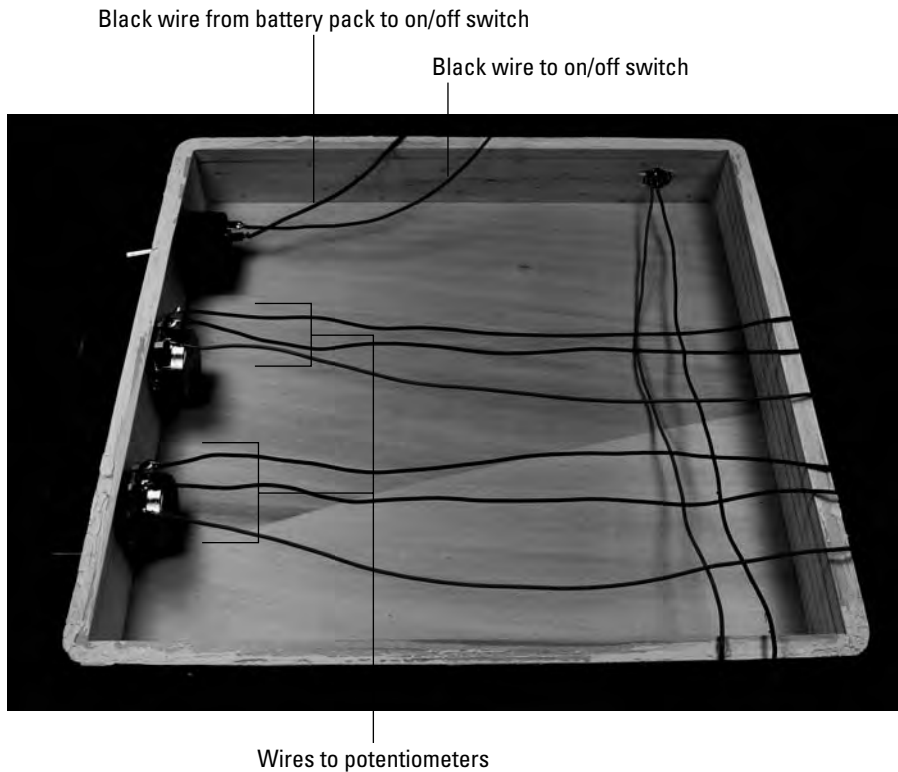 Black wire from battery pack to on/off switch
Black wire to on/off switch
Wires to potentiometers